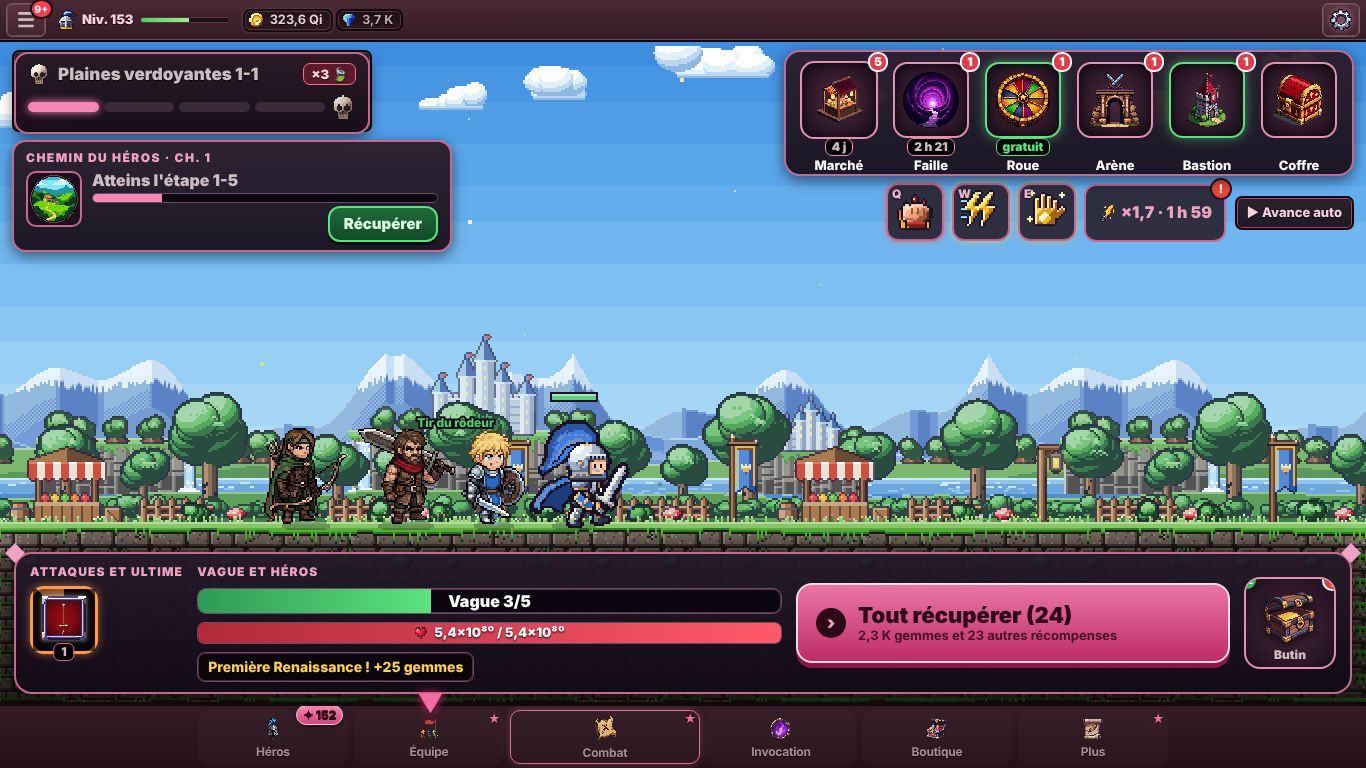 9+
Niv. 153
323,6 Qi
3,7 K
Plaines verdoyantes 1-1
×3
CHEMIN DU HÉROS · CH. 1
Atteins l'étape 1-5
Récupérer
5
1
1
1
1
4 j
2 h 21
gratuit
Marché
Faille
Roue
Arène
Bastion
Coffre
Q
W
E
×1,7 · 1 h 59
!
▶ Avance auto
Tir du rôdeur
ATTAQUES ET ULTIME
VAGUE ET HÉROS
1
Vague 3/5
5,4×10⁸⁰ / 5,4×10⁸⁰
Première Renaissance ! +25 gemmes
Tout récupérer (24)
2,3 K gemmes et 23 autres récompenses
Butin
152
Héros
Équipe
Combat
Invocation
Boutique
Plus